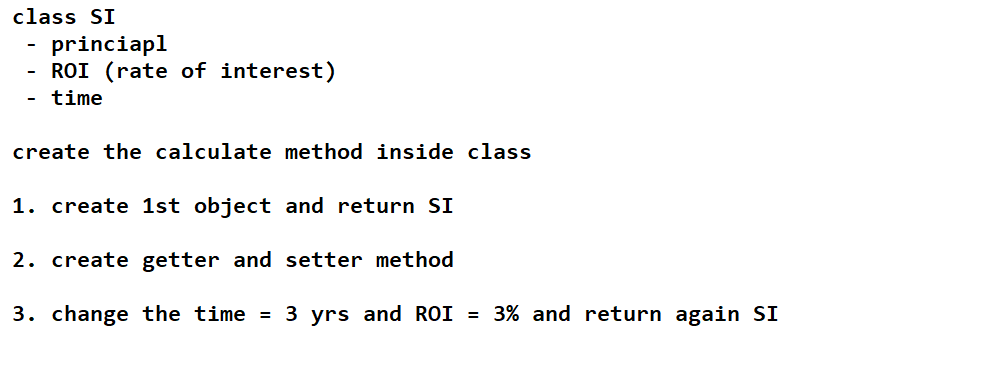 class SI
- princiapl
- ROI (rate of interest)
- time
create the calculate method inside class
1. create 1st object and return SI
2. create getter and setter method
3. change the time = 3 yrs and ROI = 3% and return again SI